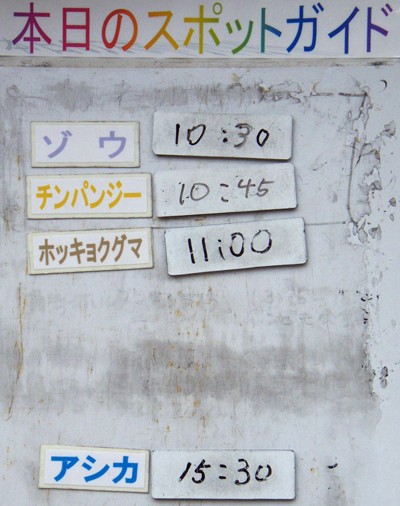 本日のスポットガイド
ゾウ 10:30
チンパンジー 10:45
ホッキョクグマ 11:00
アシカ 15:30